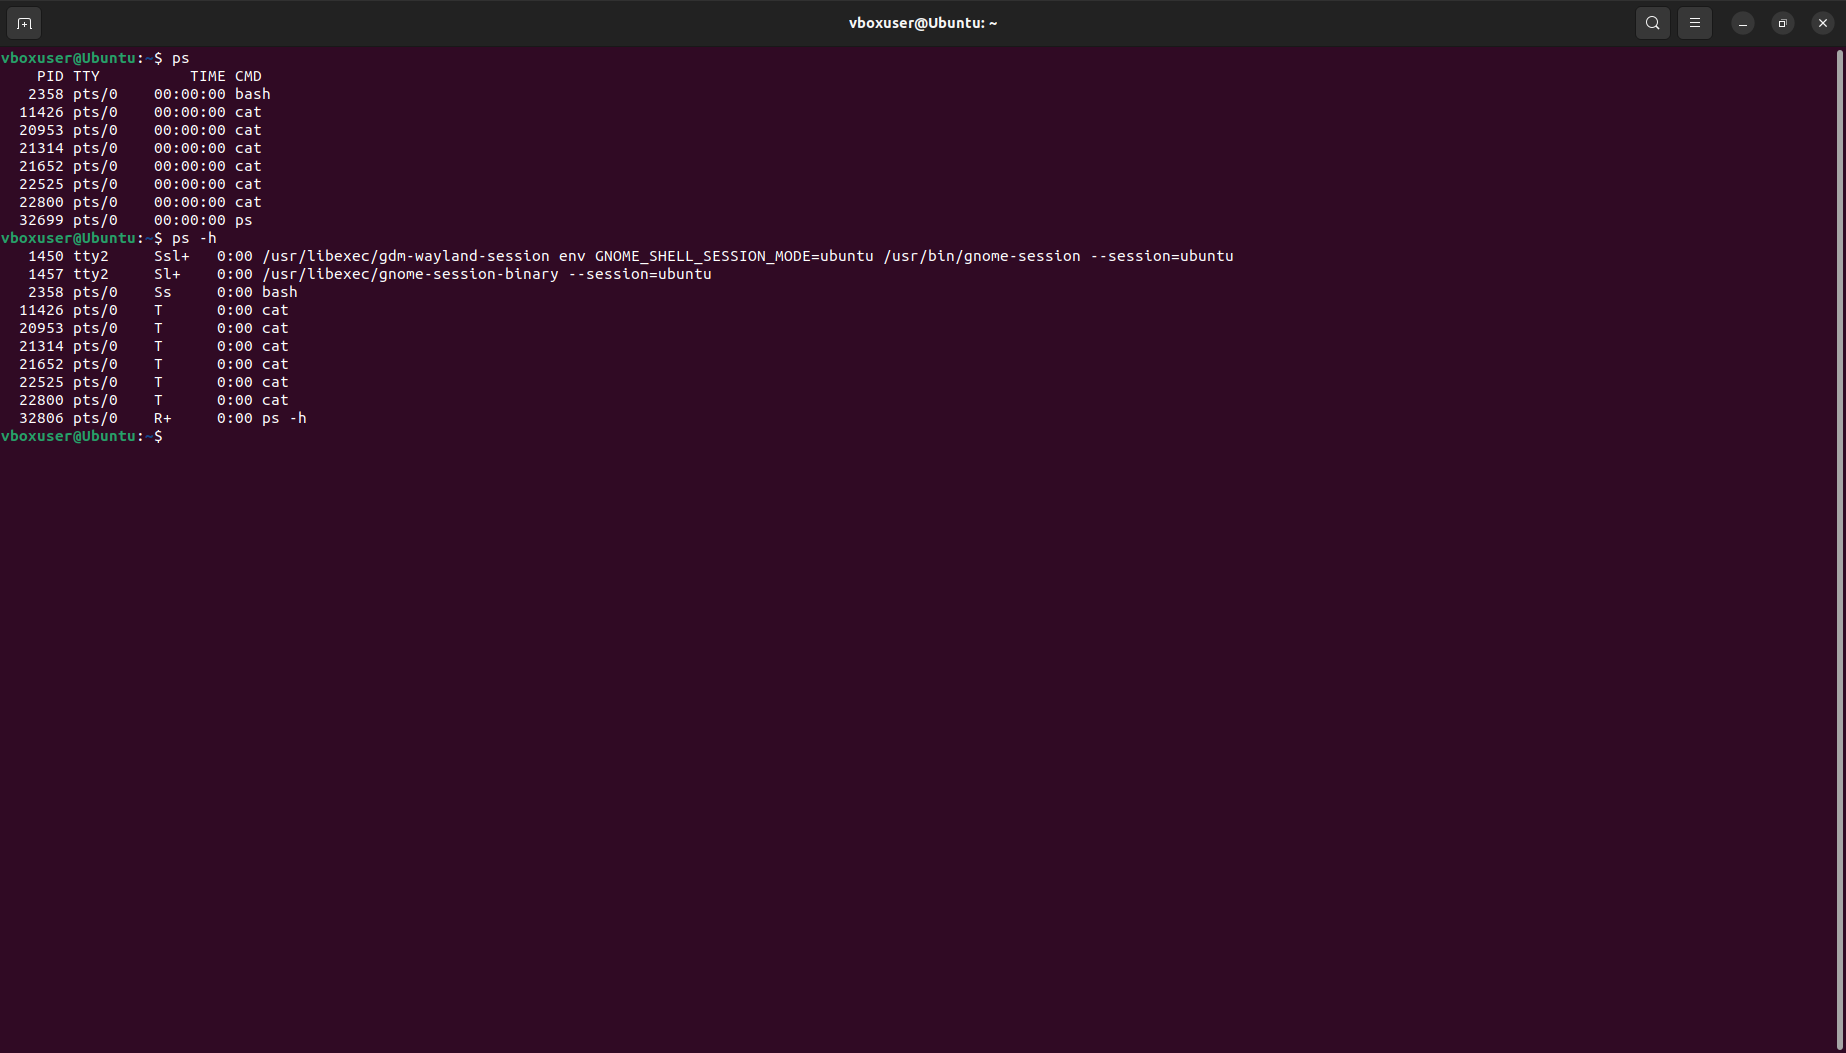 vboxuser@Ubuntu: ~
vboxuser@Ubuntu:~$ ps
    PID TTY          TIME CMD
   2358 pts/0    00:00:00 bash
  11426 pts/0    00:00:00 cat
  20953 pts/0    00:00:00 cat
  21314 pts/0    00:00:00 cat
  21652 pts/0    00:00:00 cat
  22525 pts/0    00:00:00 cat
  22800 pts/0    00:00:00 cat
  32699 pts/0    00:00:00 ps
vboxuser@Ubuntu:~$ ps -h
   1450 tty2     Ssl+   0:00 /usr/libexec/gdm-wayland-session env GNOME_SHELL_SESSION_MODE=ubuntu /usr/bin/gnome-session --session=ubuntu
   1457 tty2     Sl+    0:00 /usr/libexec/gnome-session-binary --session=ubuntu
   2358 pts/0    Ss     0:00 bash
  11426 pts/0    T      0:00 cat
  20953 pts/0    T      0:00 cat
  21314 pts/0    T      0:00 cat
  21652 pts/0    T      0:00 cat
  22525 pts/0    T      0:00 cat
  22800 pts/0    T      0:00 cat
  32806 pts/0    R+     0:00 ps -h
vboxuser@Ubuntu:~$